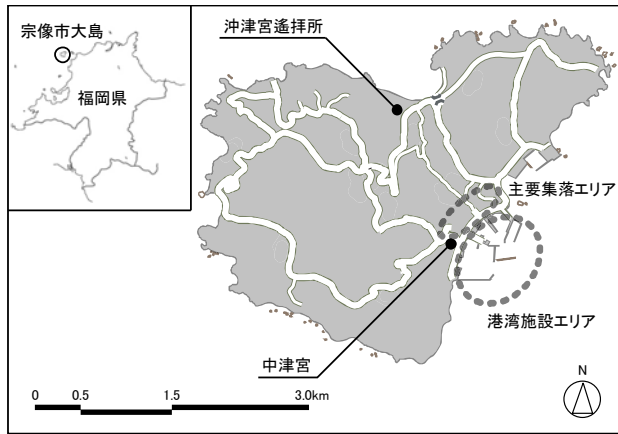 宗像市大島
福岡県
沖津宮遙拝所
主要集落エリア
港湾施設エリア
中津宮
0 0.5 1.5 3.0km
N